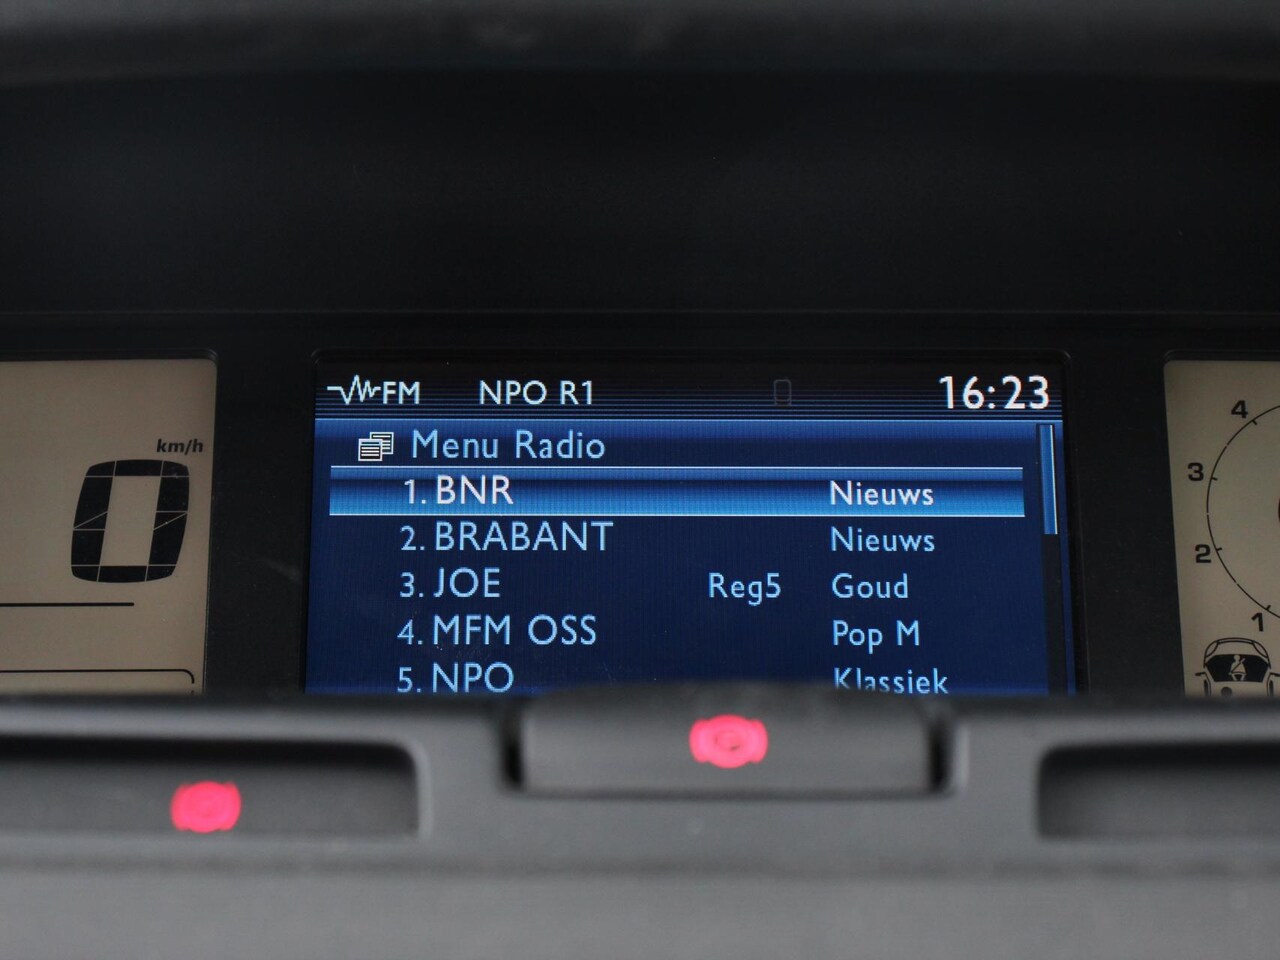 FM NPO R1 16:23
Menu Radio
1. BNR Nieuws
2. BRABANT Nieuws
3. JOE Reg5 Goud
4. MFM OSS Pop M
5. NPO Klassiek
km/h
0
4
3
2
1